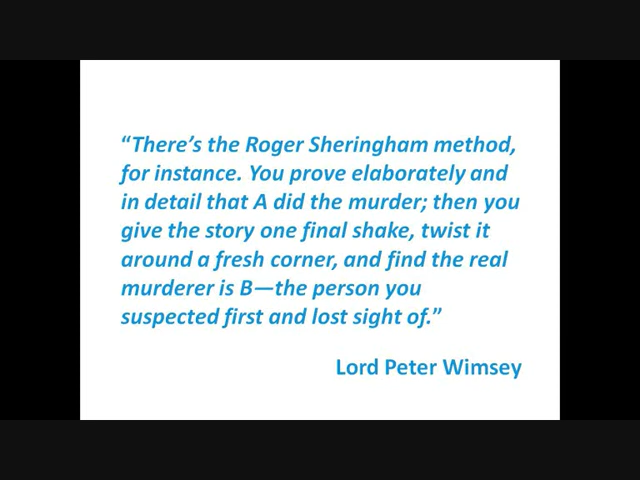 “There’s the Roger Sheringham method,
for instance. You prove elaborately and
in detail that A did the murder; then you
give the story one final shake, twist it
around a fresh corner, and find the real
murderer is B—the person you
suspected first and lost sight of.”
Lord Peter Wimsey